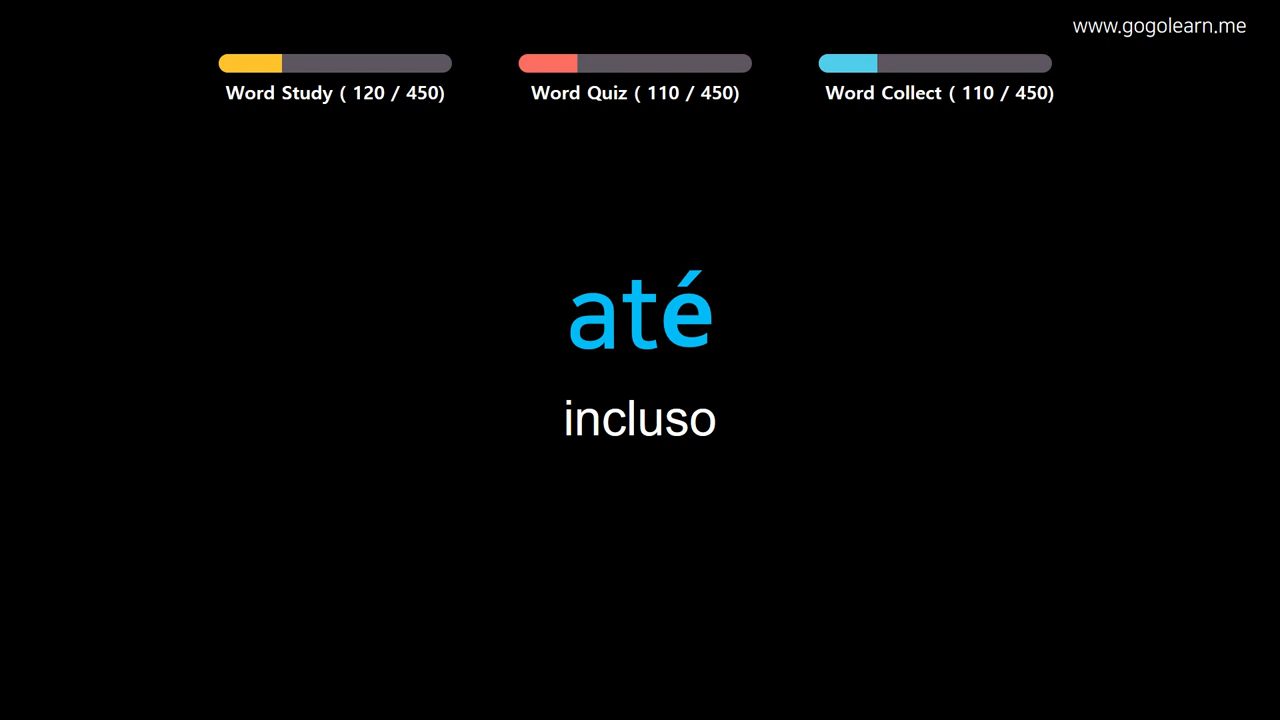 www.gogolearn.me
Word Study ( 120 / 450)
Word Quiz ( 110 / 450)
Word Collect ( 110 / 450)
até
incluso